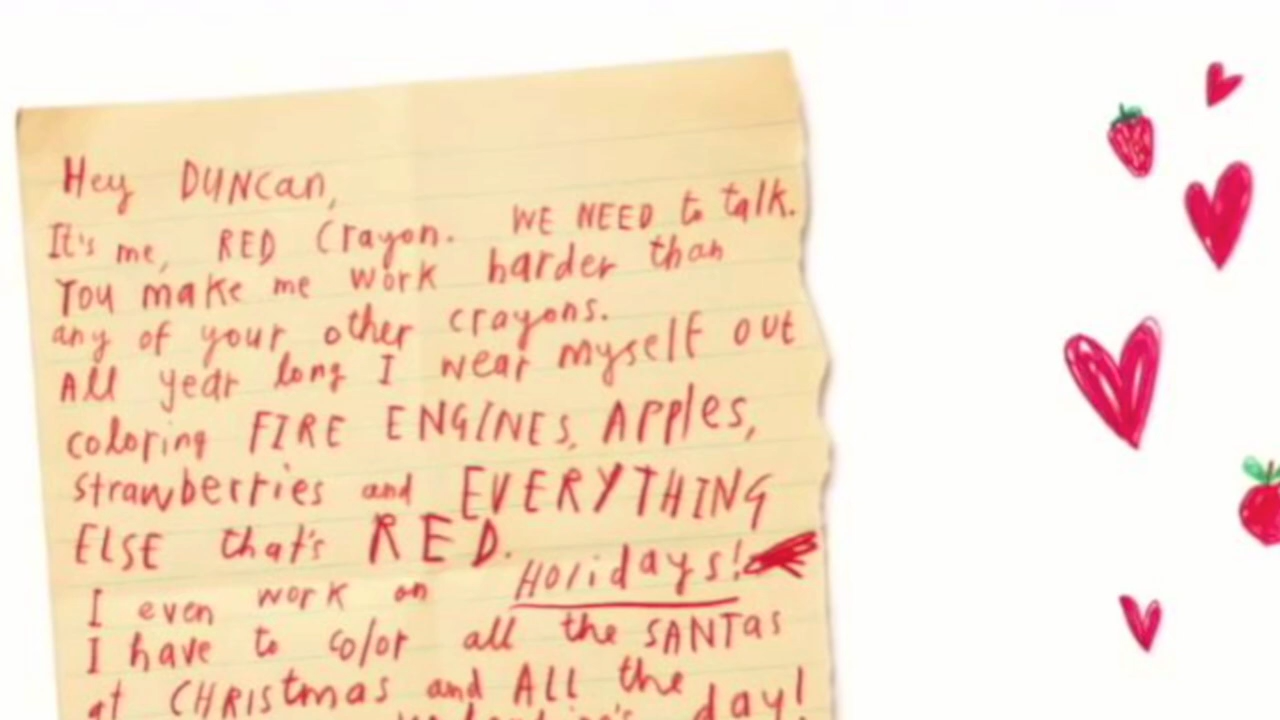 Hey DUNCan,
It's me, RED Crayon. WE NEED to talk.
You make me work harder than
any of your other crayons.
All year long I wear myself out
coloring FIRE ENGINES, Apples,
strawberries and EVERYTHING
ELSE that's RED.
I even work on Holidays!
I have to color all the SANTAs
at CHRIStmas and ALL the
day!